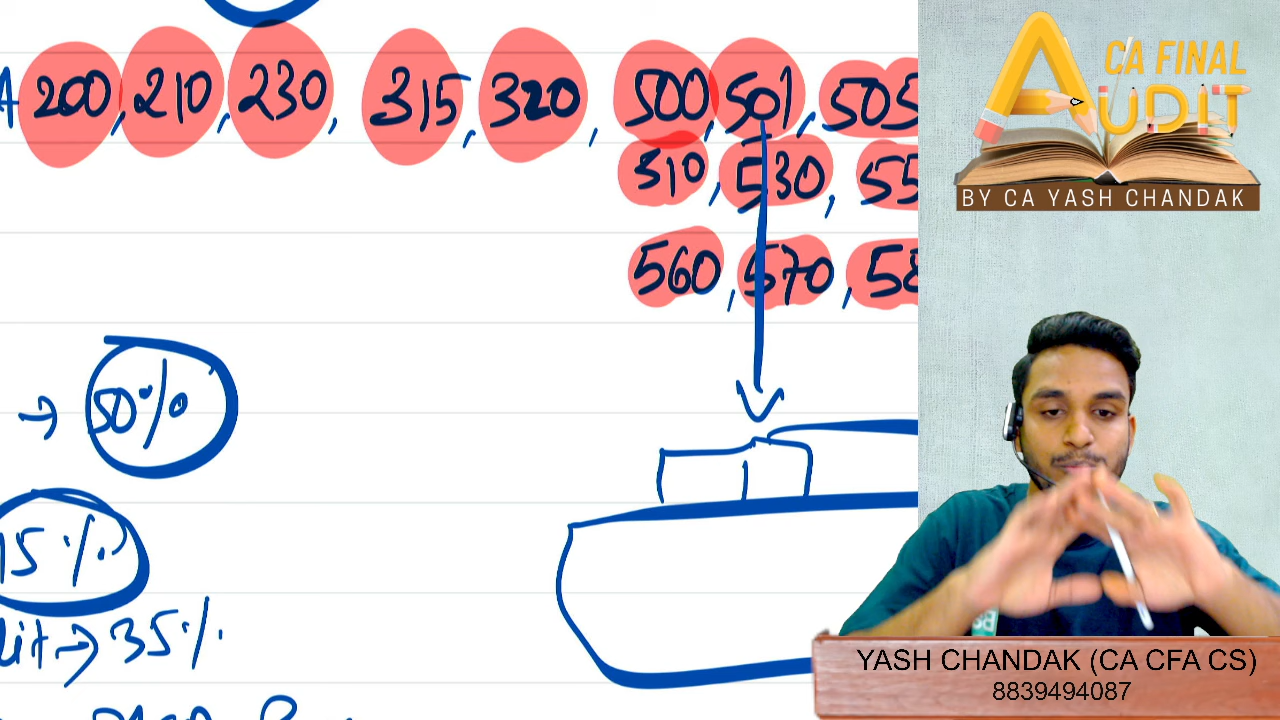 A 200, 210, 230, 315, 320, 500, 501, 505
510, 530, 55
560, 570, 58
→ 50%
15%
dit → 35%
CA FINAL
AUDIT
BY CA YASH CHANDAK
YASH CHANDAK (CA CFA CS)
8839494087